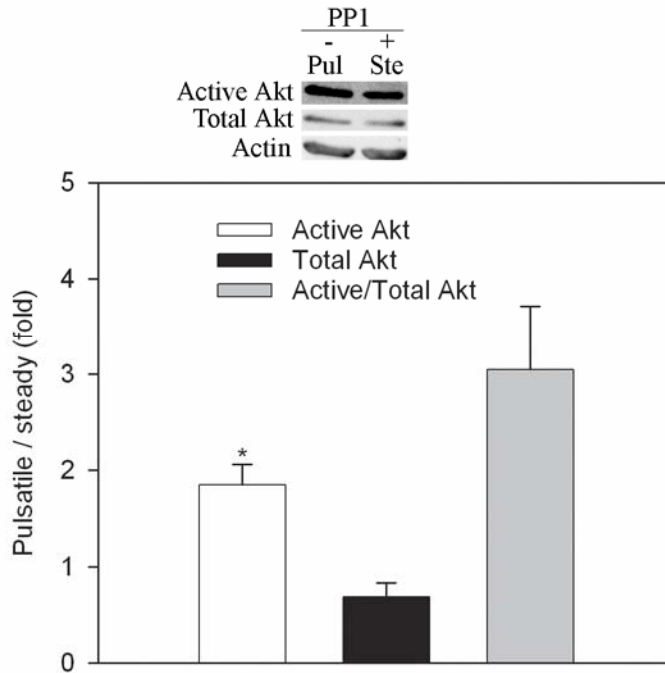 PP1
- +
Pul Ste
Active Akt
Total Akt
Actin
5
4
3
2
1
0
Pulsatile / steady (fold)
Active Akt
Total Akt
Active/Total Akt
*